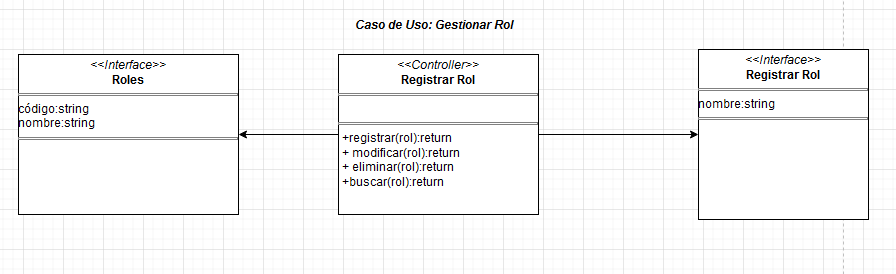 Caso de Uso: Gestionar Rol
<<Interface>>
Roles
código:string
nombre:string
<<Controller>>
Registrar Rol
+registrar(rol):return
+ modificar(rol):return
+ eliminar(rol):return
+buscar(rol):return
<<Interface>>
Registrar Rol
nombre:string